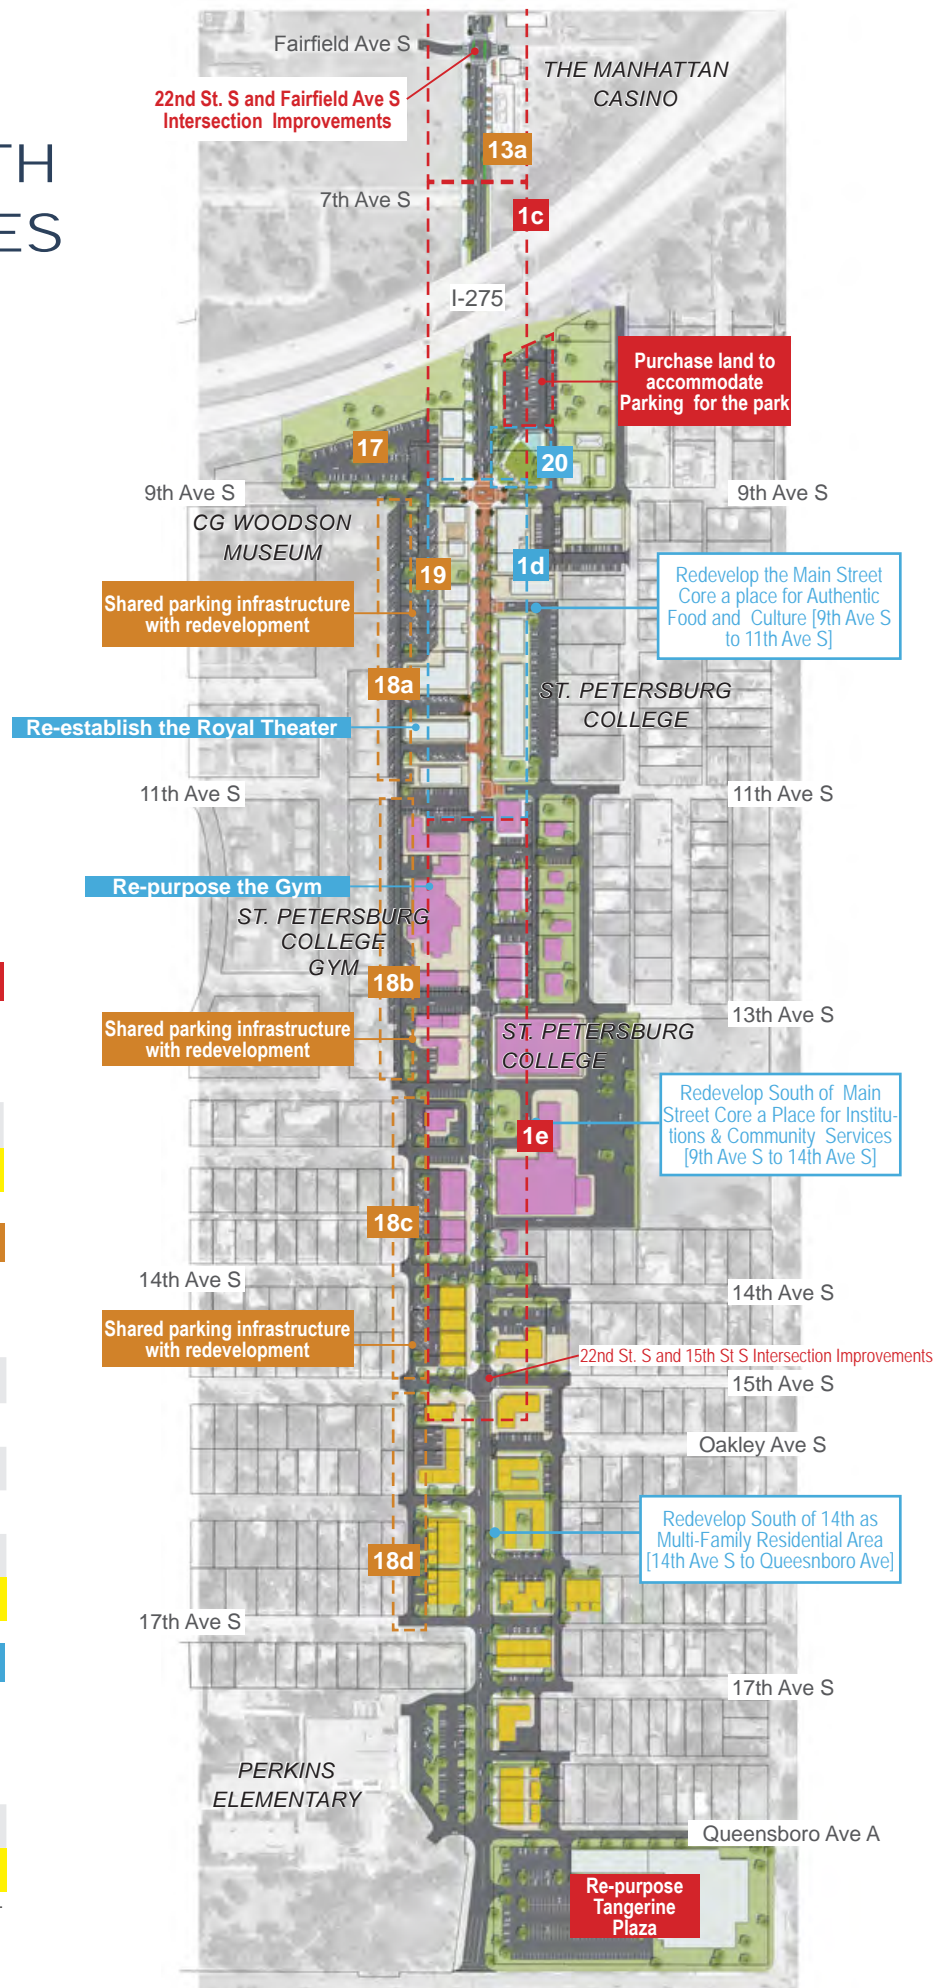 Fairfield Ave S
THE MANHATTAN
CASINO
22nd St. S and Fairfield Ave S
Intersection Improvements
TH
13a
7th Ave S
ES
1c
I-275
Purchase land to
accommodate
Parking for the park
17
20
9th Ave S
9th Ave S
CG WOODSON
MUSEUM
19
1d
Redevelop the Main Street
Core a place for Authentic
Food and Culture [9th Ave S
to 11th Ave S]
Shared parking infrastructure
with redevelopment
18a
ST. PETERSBURG
COLLEGE
Re-establish the Royal Theater
11th Ave S
11th Ave S
Re-purpose the Gym
ST. PETERSBURG
COLLEGE
GYM
18b
13th Ave S
Shared parking infrastructure
with redevelopment
ST. PETERSBURG
COLLEGE
Redevelop South of Main
Street Core a Place for Institu-
tions & Community Services
[9th Ave S to 14th Ave S]
1e
18c
14th Ave S
14th Ave S
Shared parking infrastructure
with redevelopment
22nd St. S and 15th St S Intersection Improvements
15th Ave S
Oakley Ave S
Redevelop South of 14th as
Multi-Family Residential Area
[14th Ave S to Queesnboro Ave]
18d
17th Ave S
17th Ave S
PERKINS
ELEMENTARY
Queensboro Ave A
Re-purpose
Tangerine
Plaza